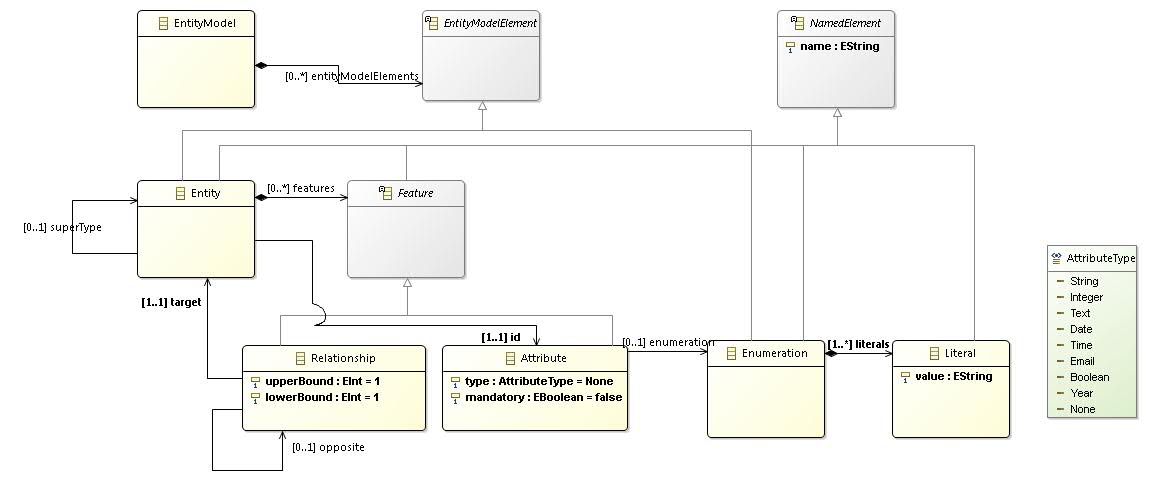 EntityModel
EntityModelElement
NamedElement
name : EString
[0..*] entityModelElements
Entity
[0..*] features
Feature
[0..1] superType
AttributeType
String
Integer
Text
Date
Time
Email
Boolean
Year
None
[1..1] target
[1..1] id
[0..1] enumeration
[1..*] literals
Relationship
upperBound : EInt = 1
lowerBound : EInt = 1
Attribute
type : AttributeType = None
mandatory : EBoolean = false
Enumeration
Literal
value : EString
[0..1] opposite